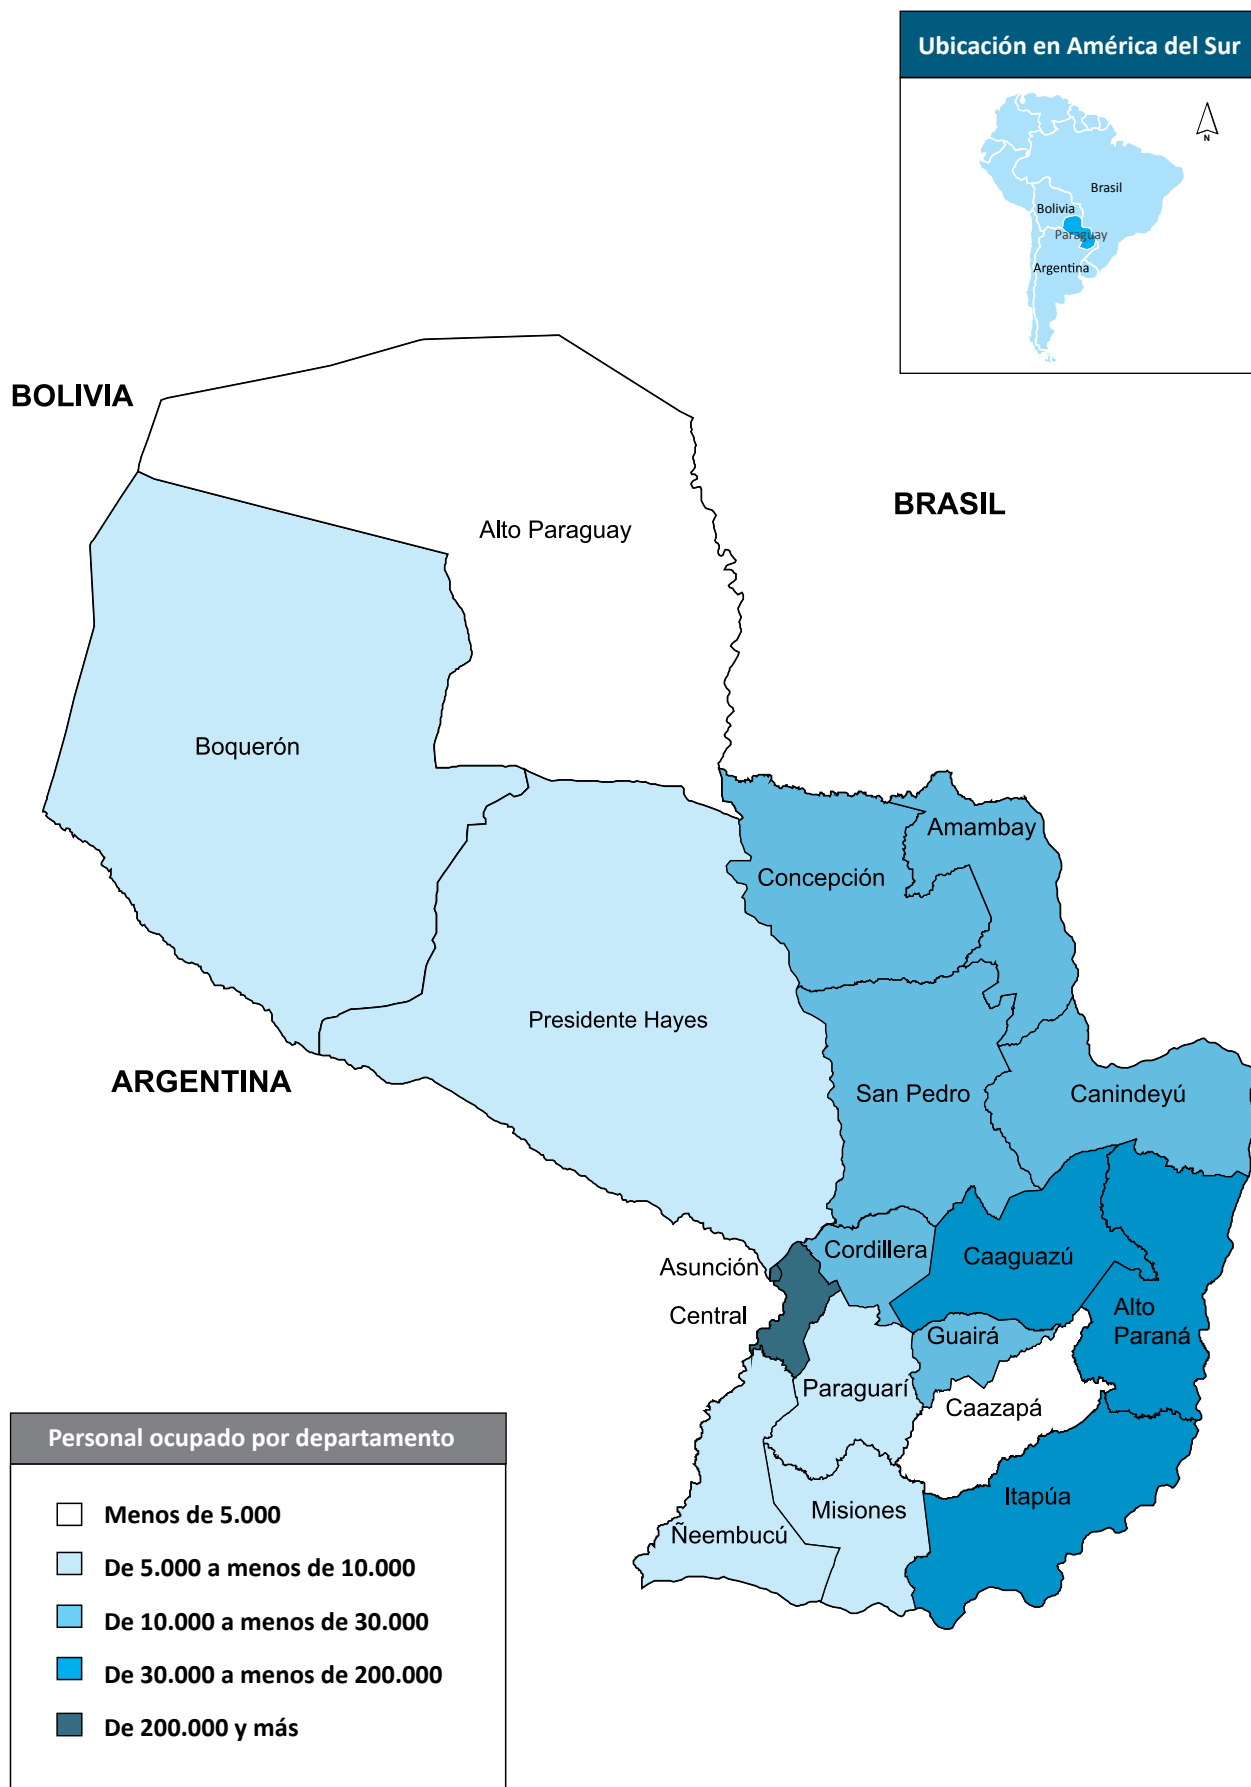 Ubicación en América del Sur
N
Brasil
Bolivia
Paraguay
Argentina
BOLIVIA
BRASIL
Alto Paraguay
Boquerón
Amambay
Concepción
Presidente Hayes
ARGENTINA
San Pedro
Canindeyú
Cordillera
Caaguazú
Asunción
Central
Alto
Paraná
Guairá
Paraguarí
Caazapá
Itapúa
Misiones
Ñeembucú
Personal ocupado por departamento
Menos de 5.000
De 5.000 a menos de 10.000
De 10.000 a menos de 30.000
De 30.000 a menos de 200.000
De 200.000 y más